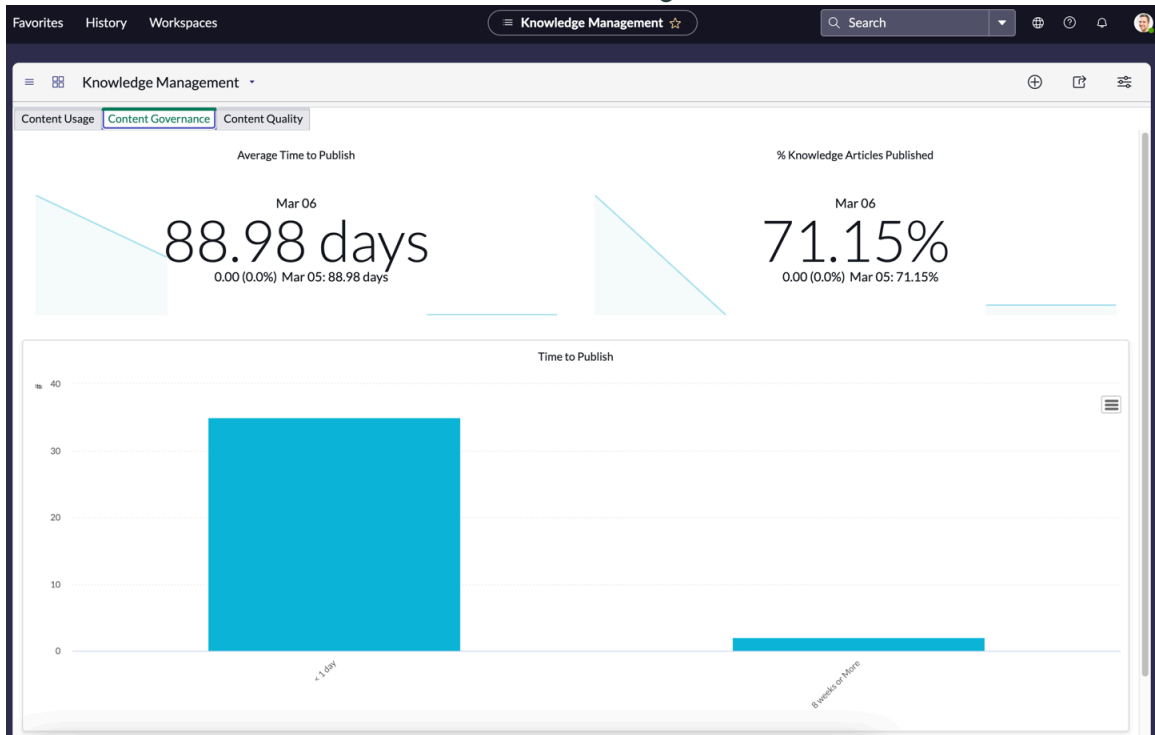 Favorites History Workspaces Knowledge Management Search
Knowledge Management
Content Usage Content Governance Content Quality
Average Time to Publish
Mar 06
88.98 days
0.00 (0.0%) Mar 05: 88.98 days
% Knowledge Articles Published
Mar 06
71.15%
0.00 (0.0%) Mar 05: 71.15%
Time to Publish
40
30
20
10
0
< 1 day
8 weeks or More